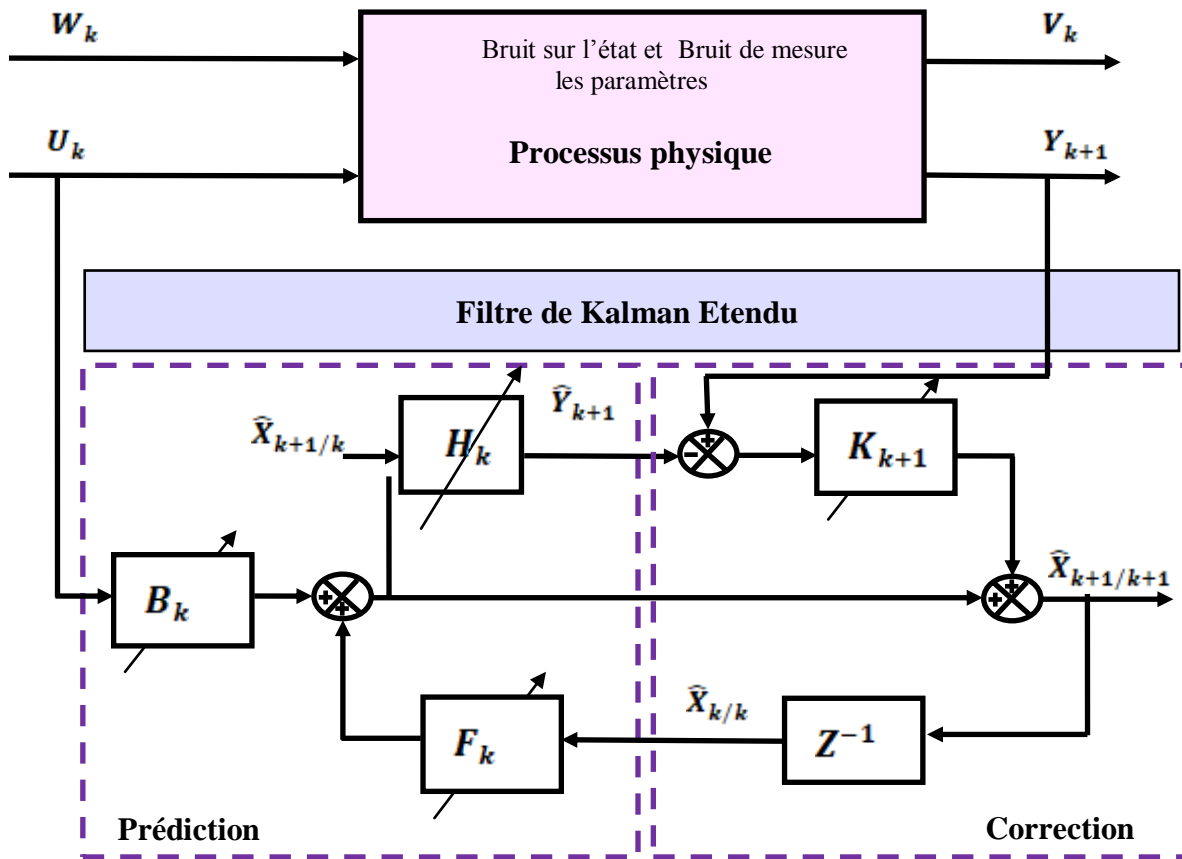 W_k
V_k
Bruit sur l'état et Bruit de mesure
les paramètres
U_k
Processus physique
Y_{k+1}
Filtre de Kalman Etendu
X̂_{k+1/k}
H_k
Ŷ_{k+1}
+
-
K_{k+1}
B_k
+
+
+
+
X̂_{k+1/k+1}
F_k
X̂_{k/k}
Z^{-1}
Prédiction
Correction